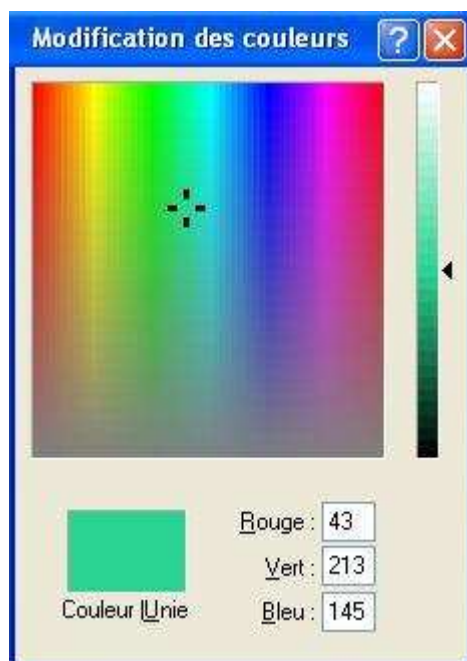 Modification des couleurs
Rouge : 43
Vert : 213
Couleur |Unie
Bleu : 145